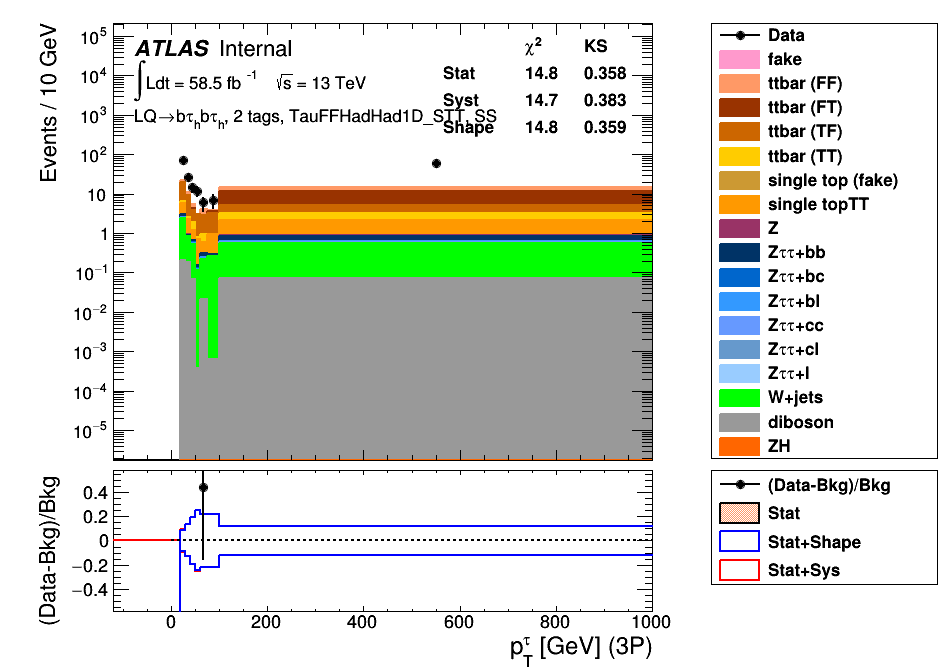 ATLAS Internal
∫Ldt = 58.5 fb⁻¹ √s = 13 TeV
LQ→bτₕbτₕ, 2 tags, TauFFHadHad1D_STT, SS
χ² KS
Stat 14.8 0.358
Syst 14.7 0.383
Shape 14.8 0.359
Events / 10 GeV
10⁵
10⁴
10³
10²
10
1
10⁻¹
10⁻²
10⁻³
10⁻⁴
10⁻⁵
Data
fake
ttbar (FF)
ttbar (FT)
ttbar (TF)
ttbar (TT)
single top (fake)
single topTT
Z
Zττ+bb
Zττ+bc
Zττ+bl
Zττ+cc
Zττ+cl
Zττ+l
W+jets
diboson
ZH
(Data-Bkg)/Bkg
0.4
0.2
0
−0.2
−0.4
0 200 400 600 800 1000
p_T^τ [GeV] (3P)
(Data-Bkg)/Bkg
Stat
Stat+Shape
Stat+Sys